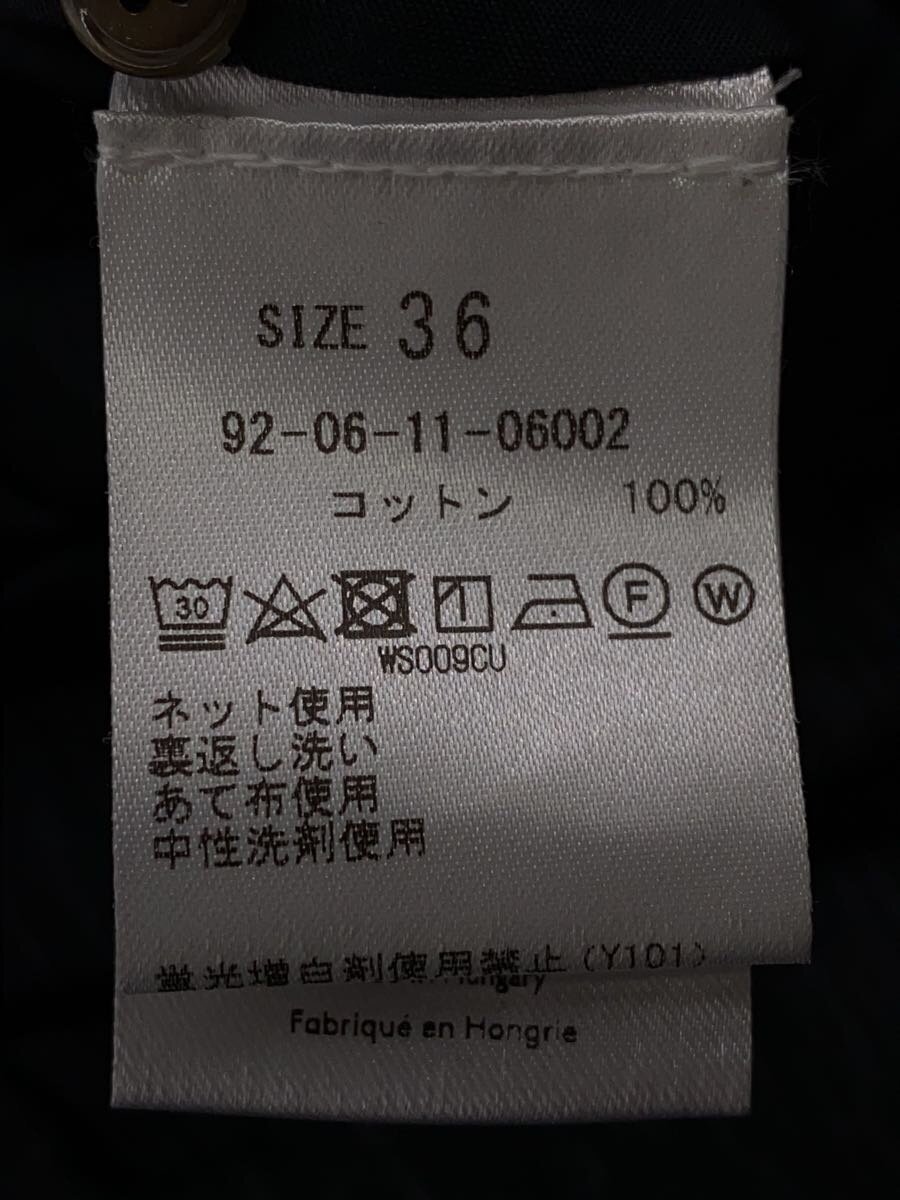 SIZE 36
92-06-11-06002
コットン 100%
30 F W
WS009CU
ネット使用
裏返し洗い
あて布使用
中性洗剤使用
蛍光増白剤使用禁止(Y101)
Hungary
Fabriqué en Hongrie